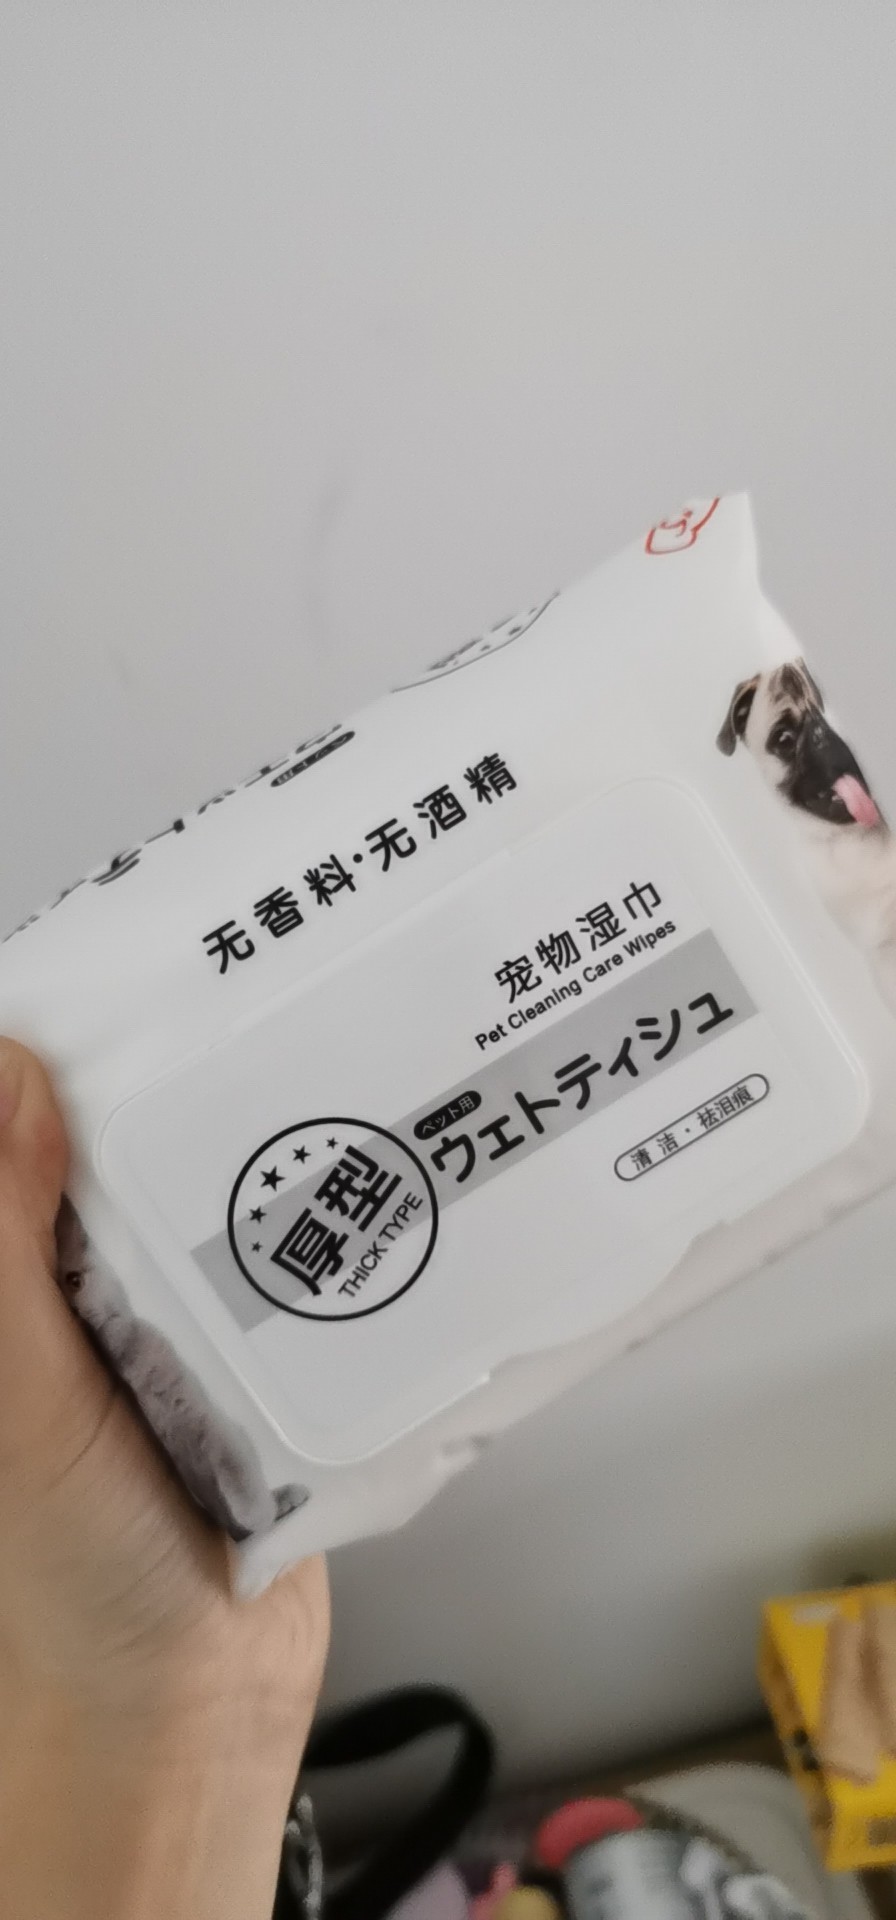 无香料·无酒精
宠物湿巾
Pet Cleaning Care Wipes
ペット用
ウェトティシュ
厚型
THICK TYPE
清洁·祛泪痕